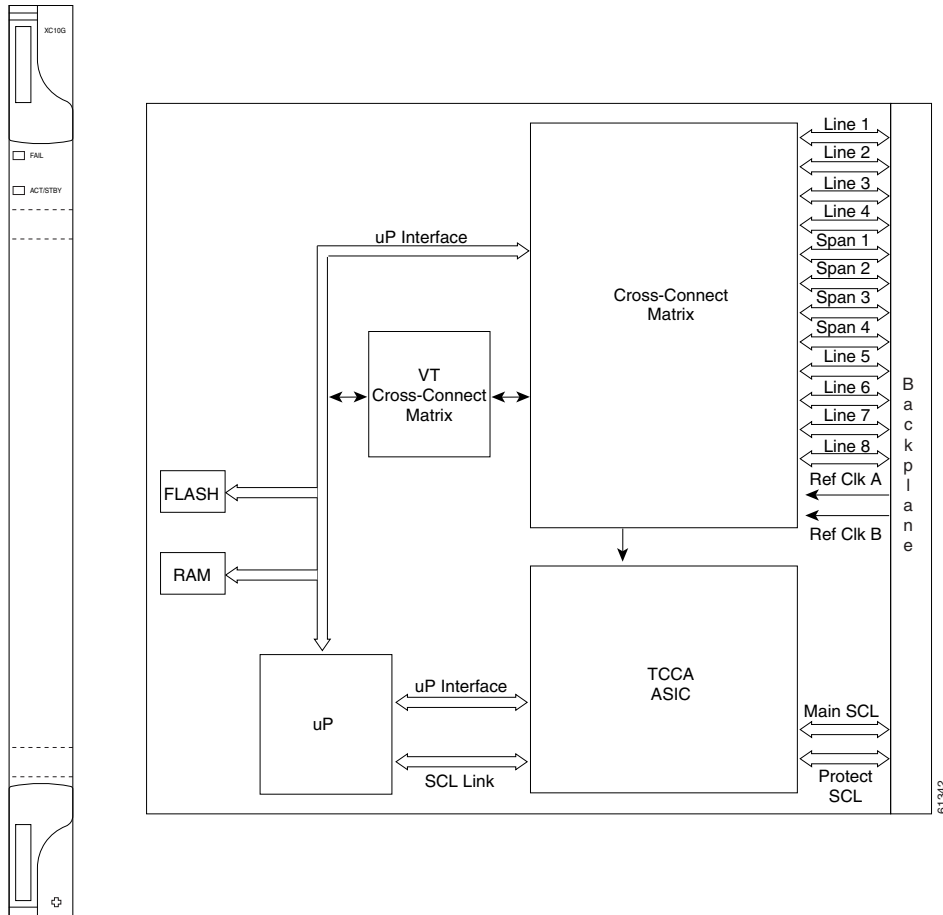 XC10G
FAIL
ACT/STBY
uP Interface
Cross-Connect
Matrix
VT
Cross-Connect
Matrix
FLASH
RAM
uP
uP Interface
SCL Link
TCCA
ASIC
Line 1
Line 2
Line 3
Line 4
Span 1
Span 2
Span 3
Span 4
Line 5
Line 6
Line 7
Line 8
Ref Clk A
Ref Clk B
Main SCL
Protect
SCL
Backplane
61342